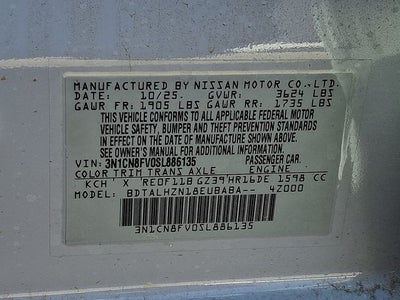 MANUFACTURED BY NISSAN MOTOR CO.,LTD.
DATE: 10/25. GVWR: 3624 LBS
GAWR FR: 1905 LBS GAWR RR: 1735 LBS
THIS VEHICLE CONFORMS TO ALL APPLICABLE FEDERAL MOTOR
VEHICLE SAFETY, BUMPER AND THEFT PREVENTION STANDARDS
IN EFFECT ON THE DATE OF MANUFACTURE SHOWN ABOVE.
SEE OWNER'S MANUAL FOR ADDITIONAL INFORMATION
VIN: 3N1CN8FV0SL886135 PASSENGER CAR.
COLOR TRIM TRANS AXLE ENGINE
KCH X RE0F11B GZ39 HR16DE 1598 CC
MODEL: BDTALHZN18EUBABA-- 4Z000
3N1CN8FV0SL886135